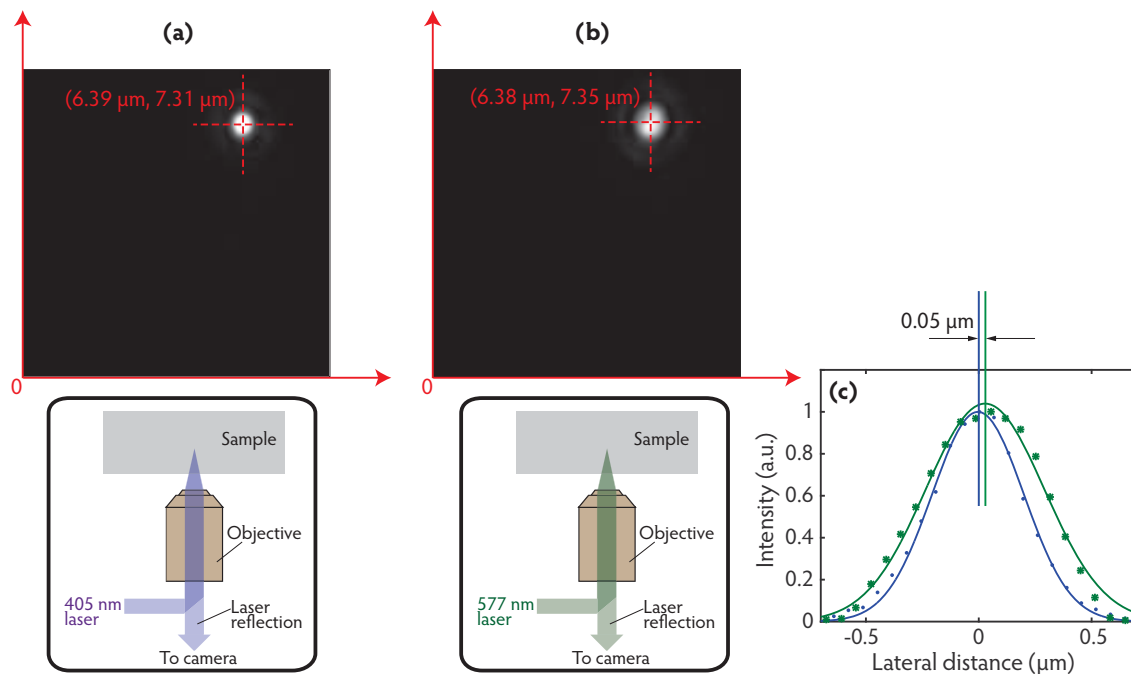 (a)
(6.39 µm, 7.31 µm)
0
Sample
Objective
405 nm
laser
Laser
reflection
To camera
(b)
(6.38 µm, 7.35 µm)
0
Sample
Objective
577 nm
laser
Laser
reflection
To camera
0.05 µm
(c)
1
0.8
0.6
0.4
0.2
0
-0.5
0
0.5
Intensity (a.u.)
Lateral distance (µm)